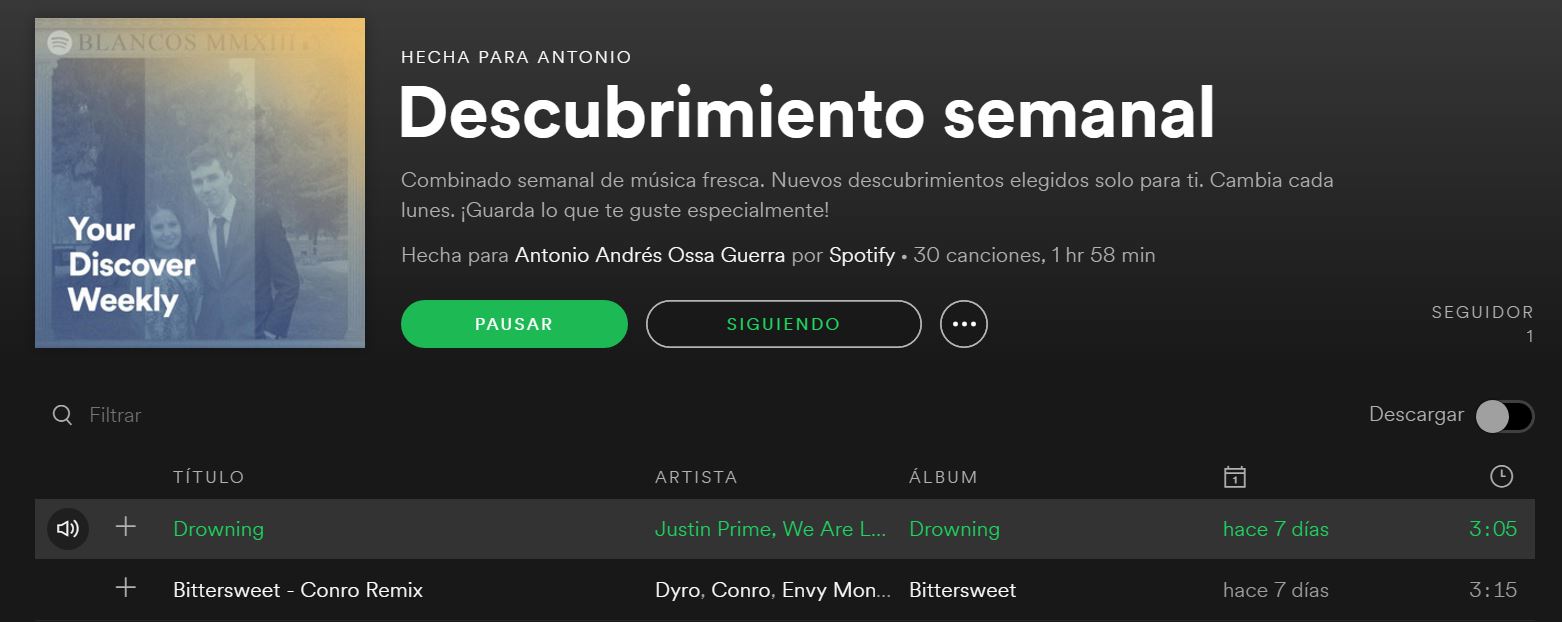 BLANCOS MMXIII
Your
Discover
Weekly
HECHA PARA ANTONIO
Descubrimiento semanal
Combinado semanal de música fresca. Nuevos descubrimientos elegidos solo para ti. Cambia cada
lunes. ¡Guarda lo que te guste especialmente!
Hecha para Antonio Andrés Ossa Guerra por Spotify • 30 canciones, 1 hr 58 min
PAUSAR SIGUIENDO
SEGUIDOR
1
Filtrar Descargar
TÍTULO ARTISTA ÁLBUM 1
Drowning Justin Prime, We Are L... Drowning hace 7 días 3:05
Bittersweet - Conro Remix Dyro, Conro, Envy Mon... Bittersweet hace 7 días 3:15